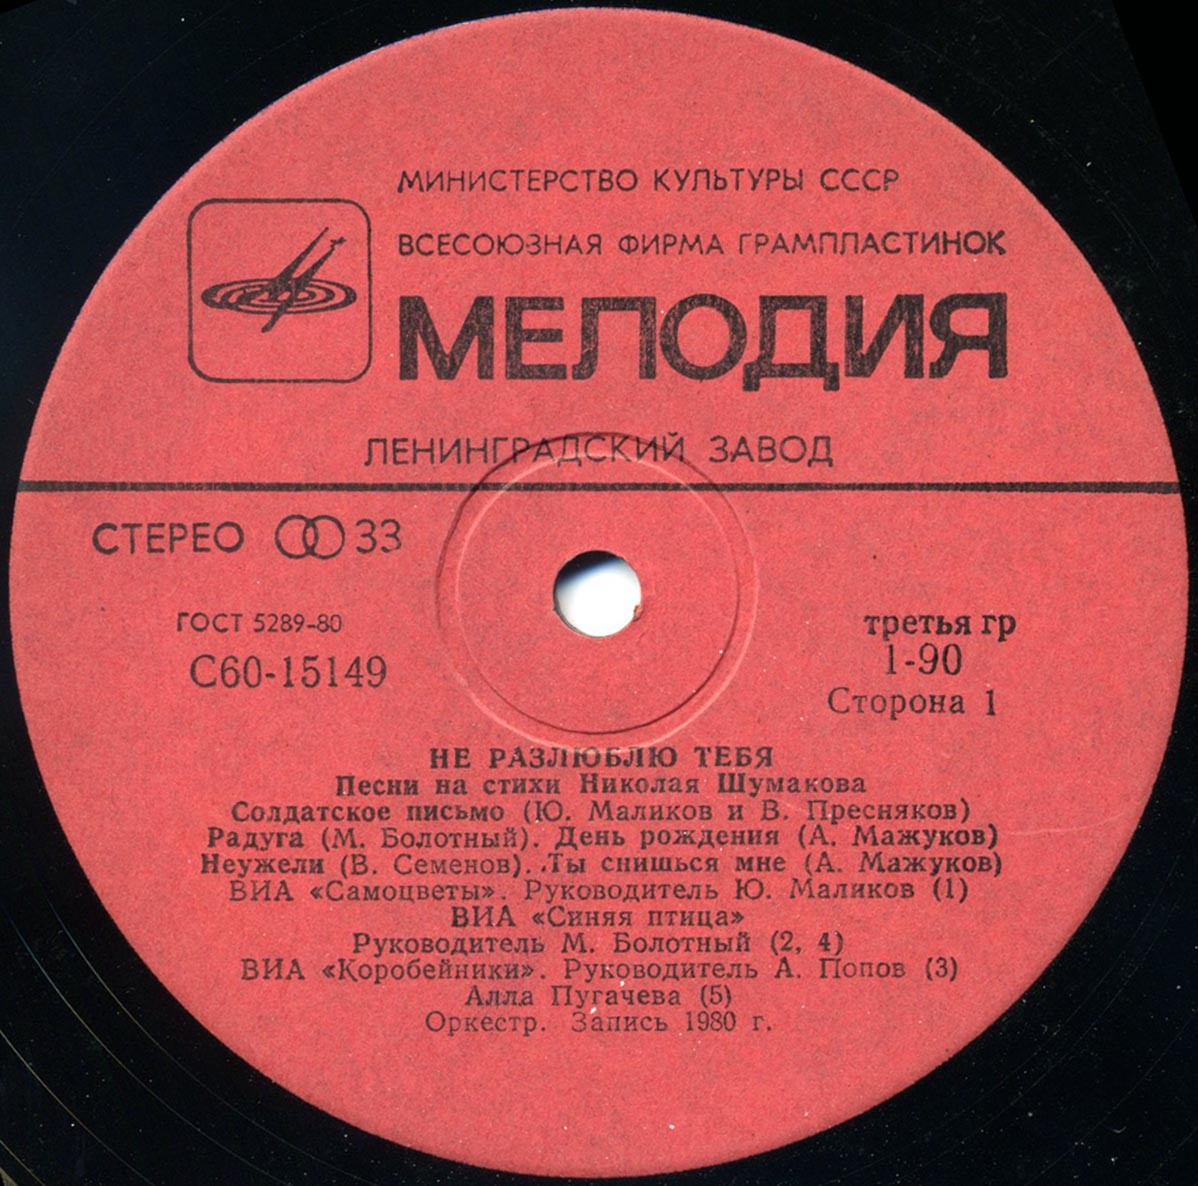 МИНИСТЕРСТВО КУЛЬТУРЫ СССР
ВСЕСОЮЗНАЯ ФИРМА ГРАМПЛАСТИНОК
МЕЛОДИЯ
ЛЕНИНГРАДСКИЙ ЗАВОД
СТЕРЕО 33
ГОСТ 5289-80
С60-15149
третья гр
1-90
Сторона 1
НЕ РАЗЛЮБЛЮ ТЕБЯ
Песни на стихи Николая Шумакова
Солдатское письмо (Ю. Маликов и В. Пресняков)
Радуга (М. Болотный). День рождения (А. Мажуков)
Неужели (В. Семенов). Ты снишься мне (А. Мажуков)
ВИА «Самоцветы». Руководитель Ю. Маликов (1)
ВИА «Синяя птица»
Руководитель М. Болотный (2, 4)
ВИА «Коробейники». Руководитель А. Попов (3)
Алла Пугачева (5)
Оркестр. Запись 1980 г.